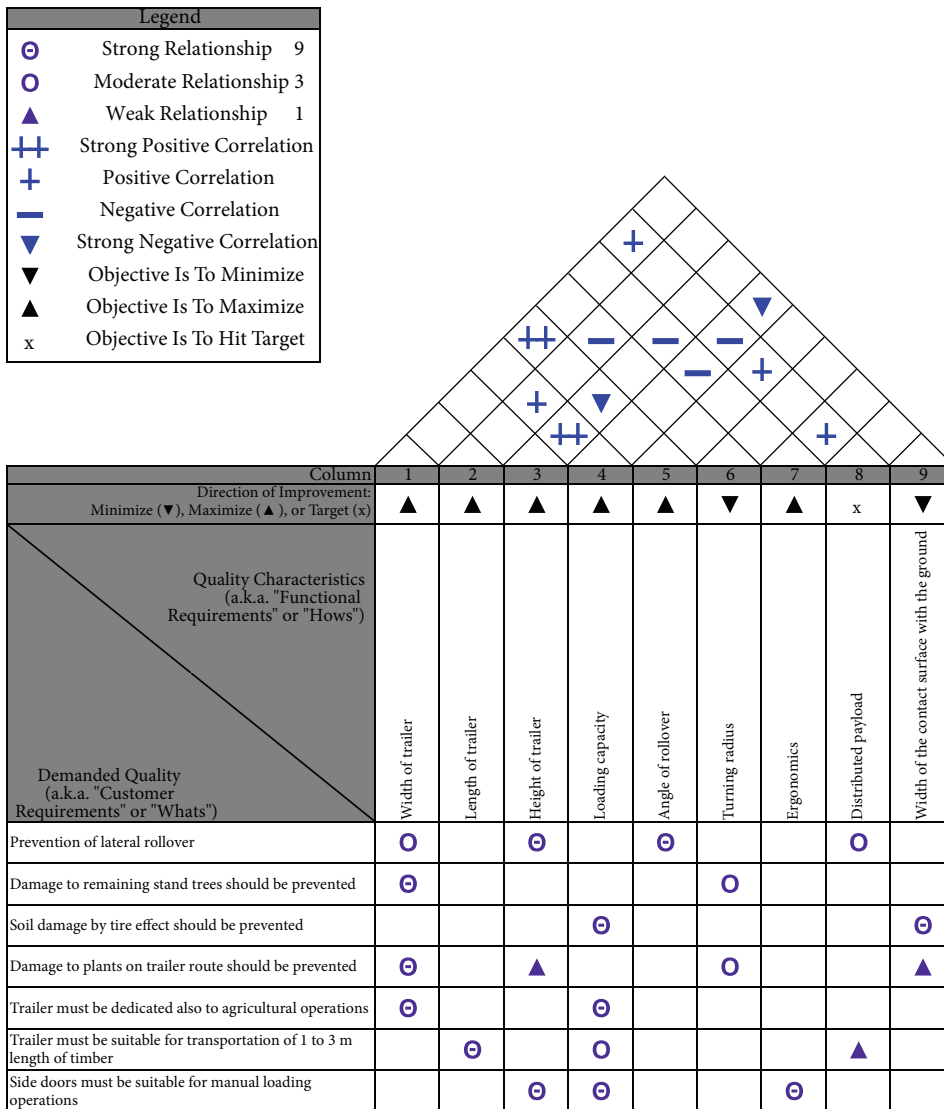 Legend
Strong Relationship 9
Moderate Relationship 3
Weak Relationship 1
Strong Positive Correlation
Positive Correlation
Negative Correlation
Strong Negative Correlation
Objective Is To Minimize
Objective Is To Maximize
x Objective Is To Hit Target
Column 1 2 3 4 5 6 7 8 9
Direction of Improvement:
Minimize (▼), Maximize (▲), or Target (x)
x
Quality Characteristics
(a.k.a. "Functional
Requirements" or "Hows")
Demanded Quality
(a.k.a. "Customer
Requirements" or "Whats")
Width of trailer
Length of trailer
Height of trailer
Loading capacity
Angle of rollover
Turning radius
Ergonomics
Distributed payload
Width of the contact surface with the ground
Prevention of lateral rollover
Damage to remaining stand trees should be prevented
Soil damage by tire effect should be prevented
Damage to plants on trailer route should be prevented
Trailer must be dedicated also to agricultural operations
Trailer must be suitable for transportation of 1 to 3 m
length of timber
Side doors must be suitable for manual loading
operations